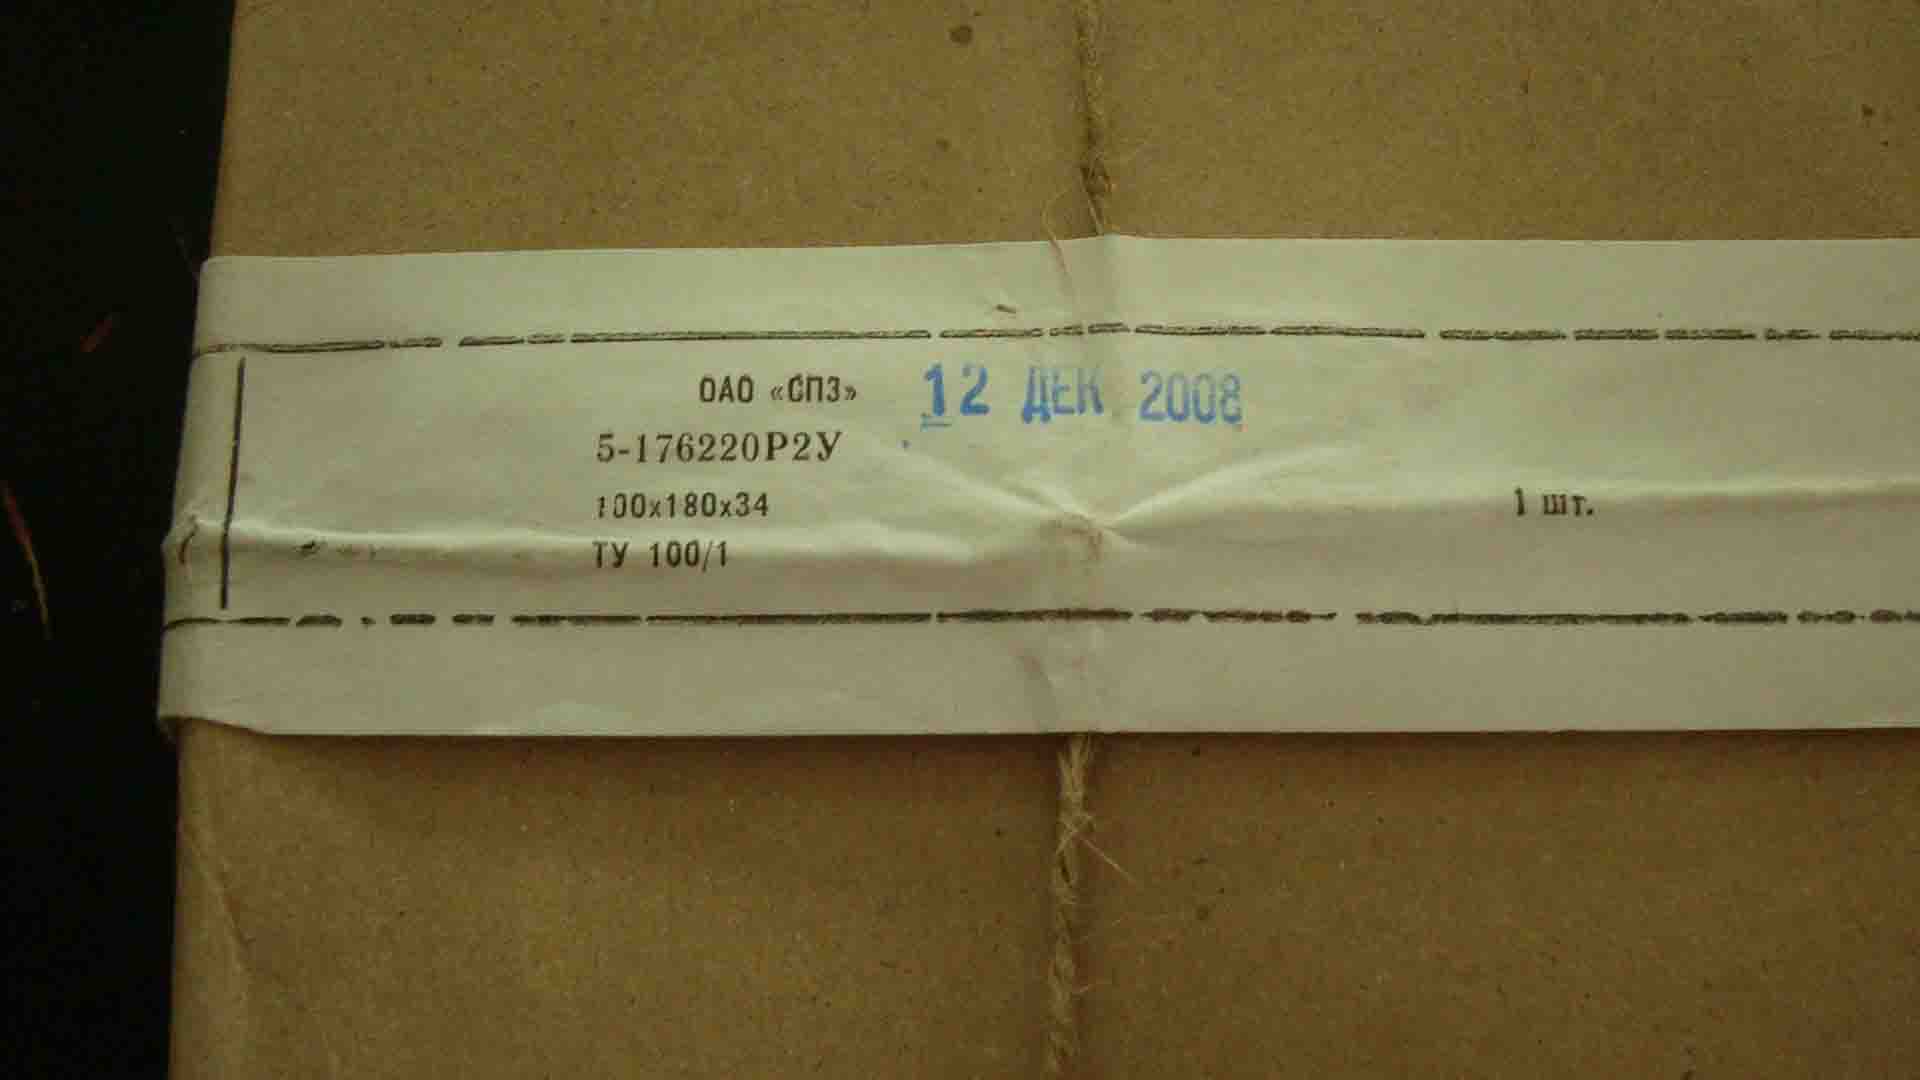 ОАО «СПЗ» 12 ДЕК 2008
5-176220Р2У
100х180х34 1 шт.
ТУ 100/1